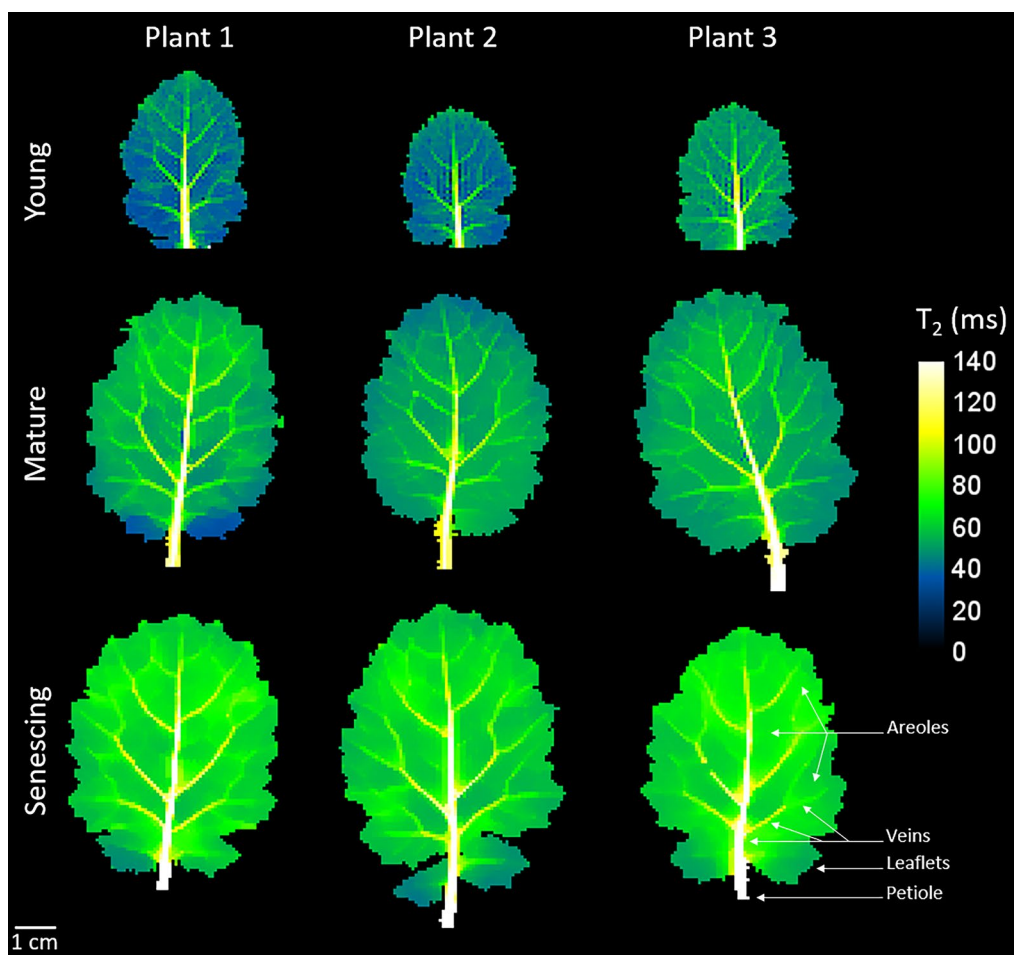 Plant 1
Plant 2
Plant 3
Young
Mature
Senescing
T₂ (ms)
140
120
100
80
60
40
20
0
Areoles
Veins
Leaflets
Petiole
1 cm